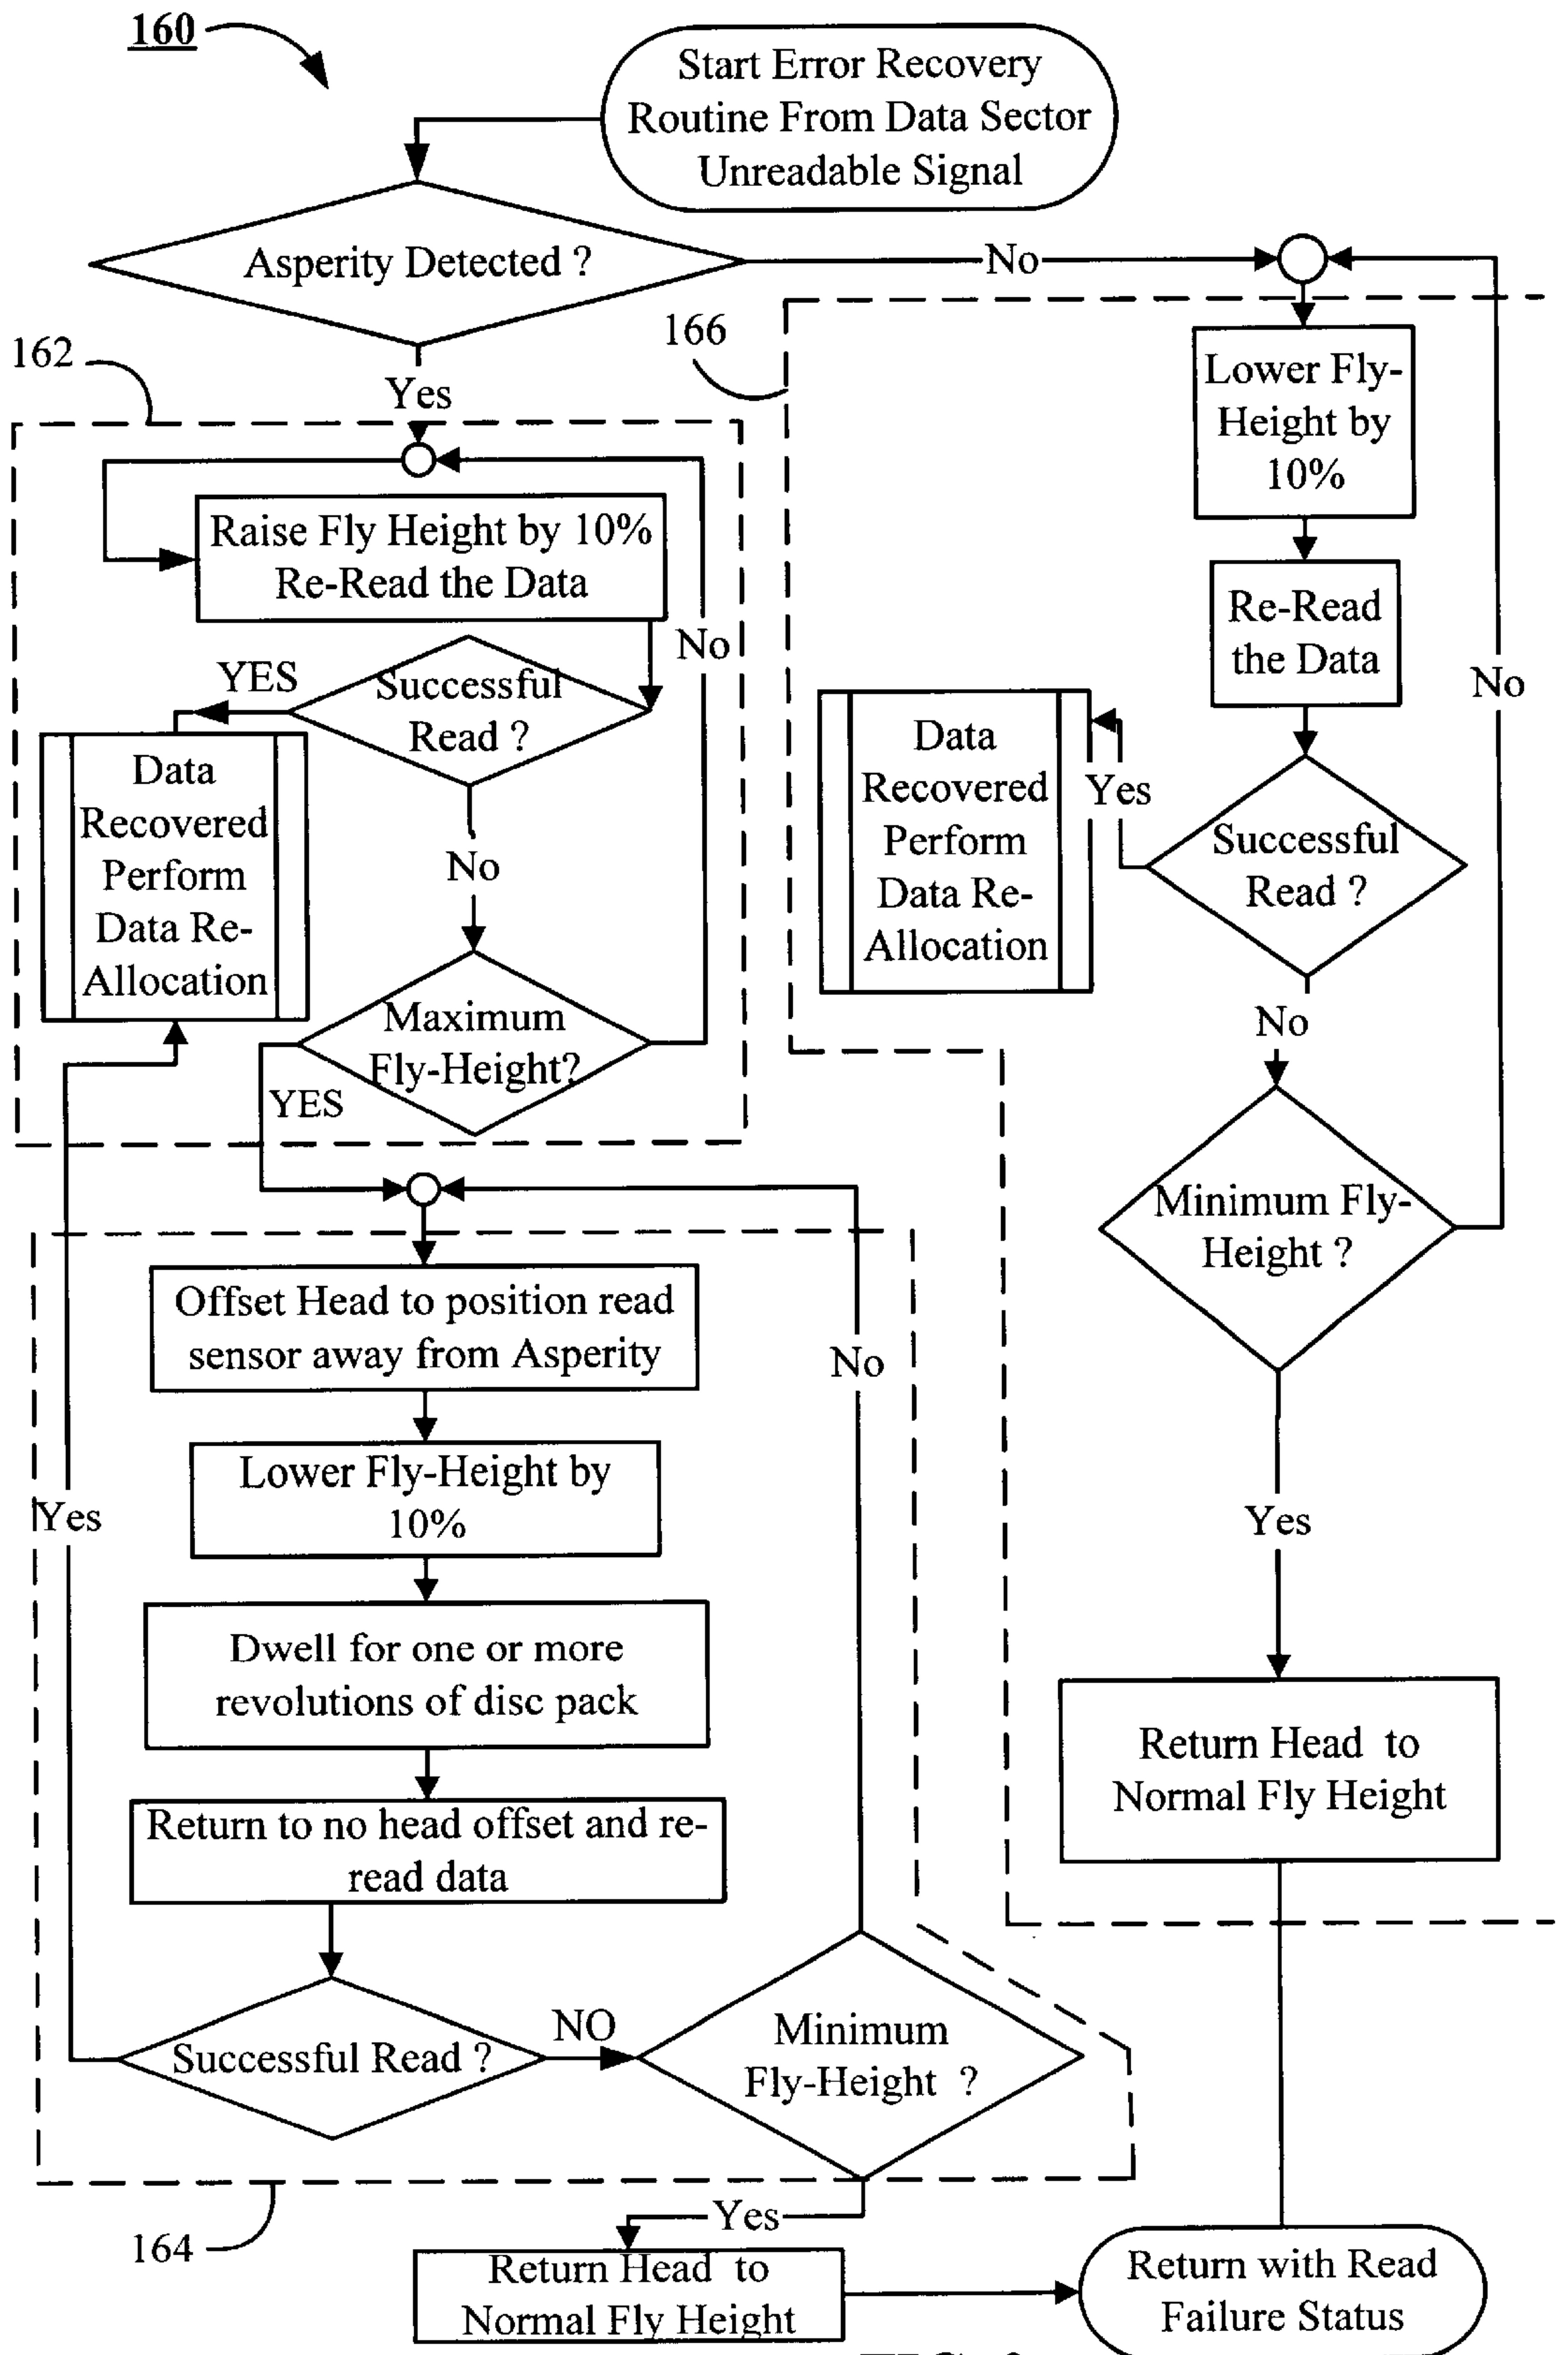 160
Start Error Recovery
Routine From Data Sector
Unreadable Signal
Asperity Detected ?
No
Yes
162
166
Raise Fly Height by 10%
Re-Read the Data
No
Successful
Read ?
YES
Data
Recovered
Perform
Data Re-
Allocation
No
Maximum
Fly-Height?
YES
Lower Fly-
Height by
10%
Re-Read
the Data
No
Successful
Read ?
Yes
Data
Recovered
Perform
Data Re-
Allocation
No
Minimum Fly-
Height ?
Yes
Return Head to
Normal Fly Height
Offset Head to position read
sensor away from Asperity
No
Lower Fly-Height by
10%
Yes
Dwell for one or more
revolutions of disc pack
Return to no head offset and re-
read data
Successful Read ?
NO
Minimum
Fly-Height ?
164
Yes
Return Head to
Normal Fly Height
Return with Read
Failure Status